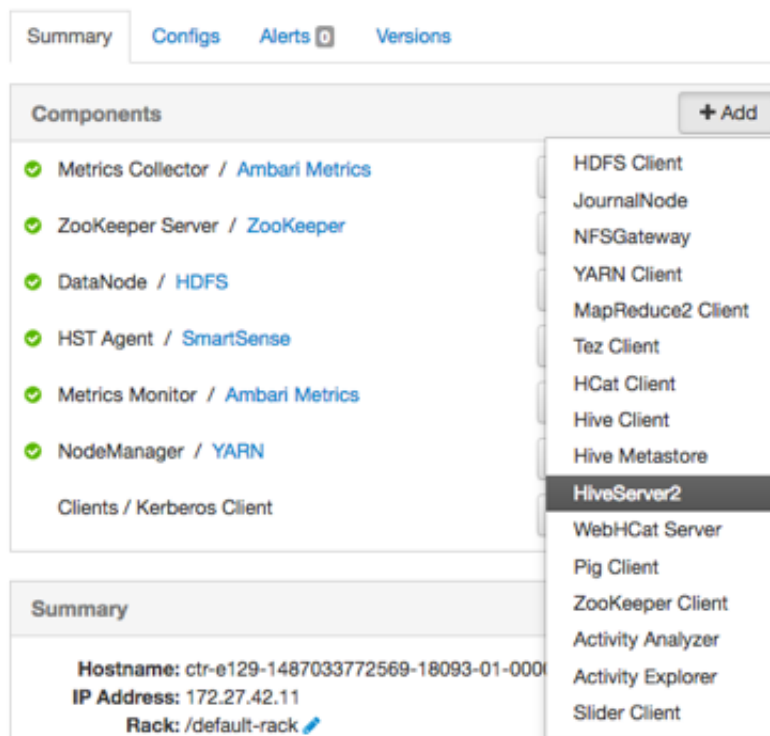 Summary Configs Alerts 0 Versions
Components
+ Add
Metrics Collector / Ambari Metrics
ZooKeeper Server / ZooKeeper
DataNode / HDFS
HST Agent / SmartSense
Metrics Monitor / Ambari Metrics
NodeManager / YARN
Clients / Kerberos Client
HDFS Client
JournalNode
NFSGateway
YARN Client
MapReduce2 Client
Tez Client
HCat Client
Hive Client
Hive Metastore
HiveServer2
WebHCat Server
Pig Client
ZooKeeper Client
Activity Analyzer
Activity Explorer
Slider Client
Summary
Hostname: ctr-e129-1487033772569-18093-01-000
IP Address: 172.27.42.11
Rack: /default-rack